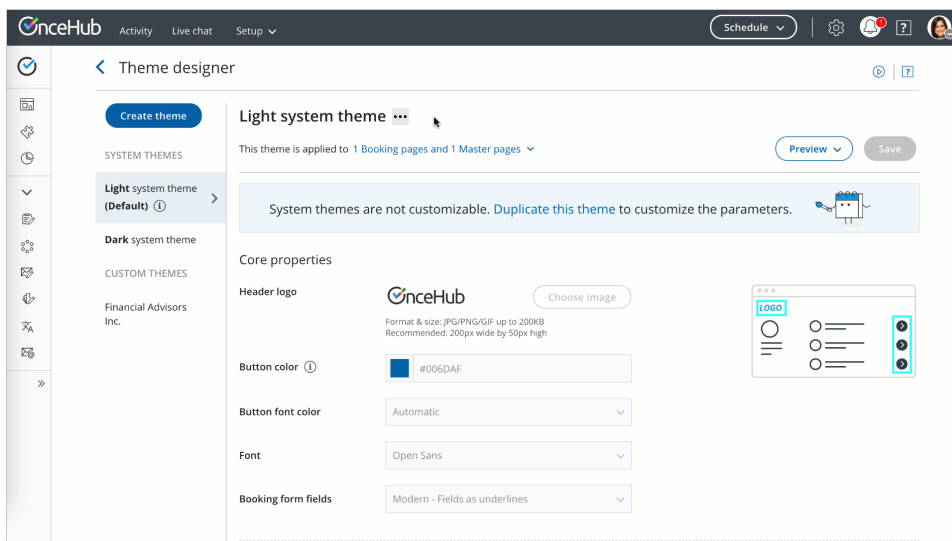 OnceHub
Activity
Live chat
Setup
Schedule
1
?
Theme designer
?
Create theme
SYSTEM THEMES
Light system theme
(Default)
Dark system theme
CUSTOM THEMES
Financial Advisors
Inc.
Light system theme
This theme is applied to 1 Booking pages and 1 Master pages
Preview
Save
System themes are not customizable. Duplicate this theme to customize the parameters.
Core properties
Header logo
OnceHub
Choose image
Format & size: JPG/PNG/GIF up to 200KB
Recommended: 200px wide by 50px high
LOGO
Button color
#006DAF
Button font color
Automatic
Font
Open Sans
Booking form fields
Modern - Fields as underlines